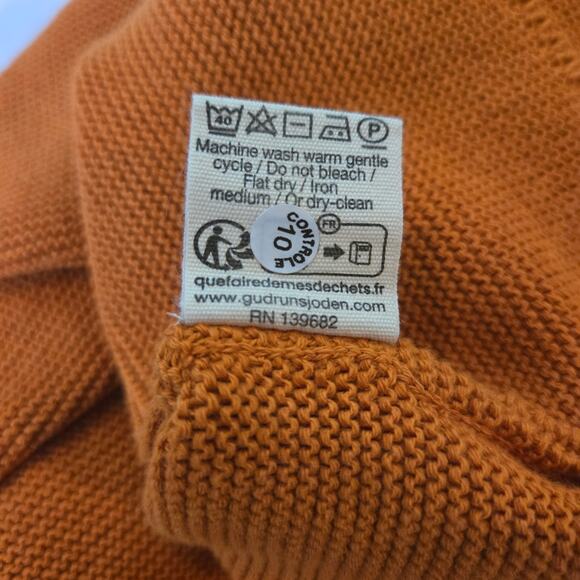 40 P
Machine wash warm gentle
cycle / Do not bleach /
Flat dry / Iron
medium / Or dry-clean
CONTROLE
10
FR
quefairedemesdechets.fr
www.gudrunsjoden.com
RN 139682